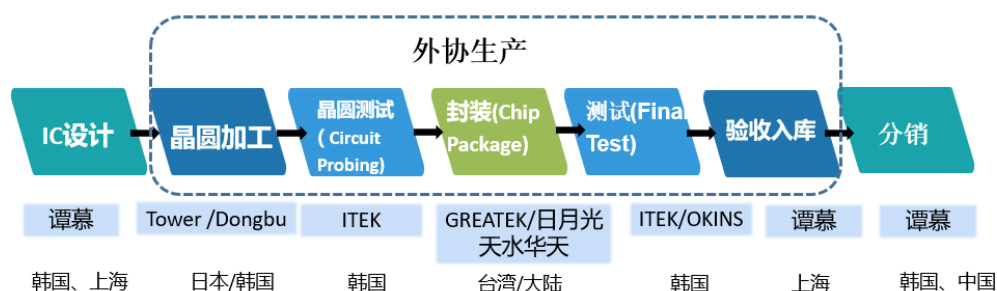 外协生产
IC设计
晶圆加工
晶圆测试
( Circuit
Probing)
封装(Chip
Package)
测试(Final
Test)
验收入库
分销
谭慕
Tower /Dongbu
ITEK
GREATEK/日月光
天水华天
ITEK/OKINS
谭慕
谭慕
韩国、上海
日本/韩国
韩国
台湾/大陆
韩国
上海
韩国、中国